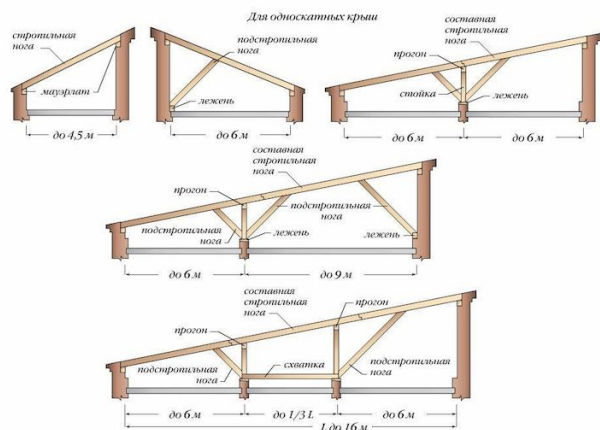 Для односкатных крыш
стропильная
нога
мауэрлат
до 4,5 м
подстропильная
нога
лежень
до 6 м
составная
стропильная
нога
прогон
стойка
лежень
до 6 м
до 6 м
составная
стропильная
нога
прогон
подстропильная
нога
подстропильная
нога
лежень
лежень
до 6 м
до 9 м
составная
стропильная
нога
прогон
прогон
схватка
подстропильная
нога
подстропильная
нога
до 6 м
до 1/3 L
до 6 м
L до 16 м